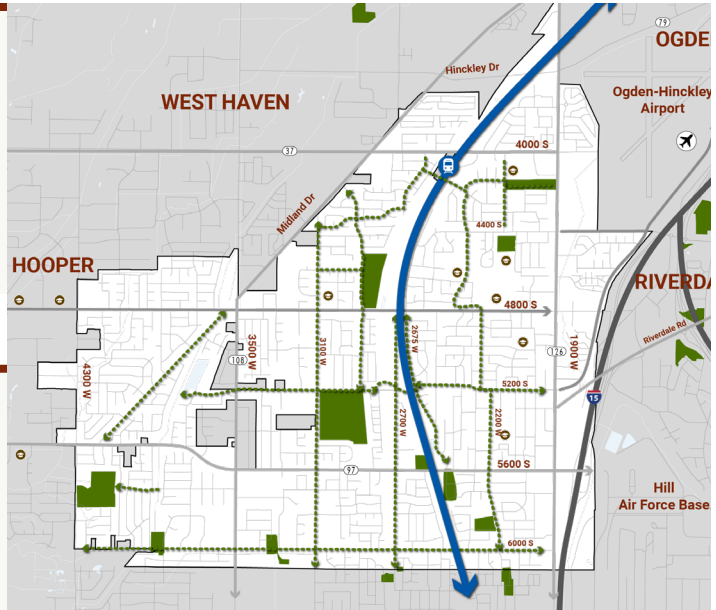 79
OGDE
Hinckley Dr
Ogden-Hinckley
Airport
WEST HAVEN
4000 S
37
Midland Dr
4400 S
HOOPER
RIVERDA
4800 S
Riverdale Rd
2675 W
3100 W
3500 W
1900 W
108
126
4300 W
5200 S
15
2700 W
2200 W
5600 S
97
Hill
Air Force Base
6000 S